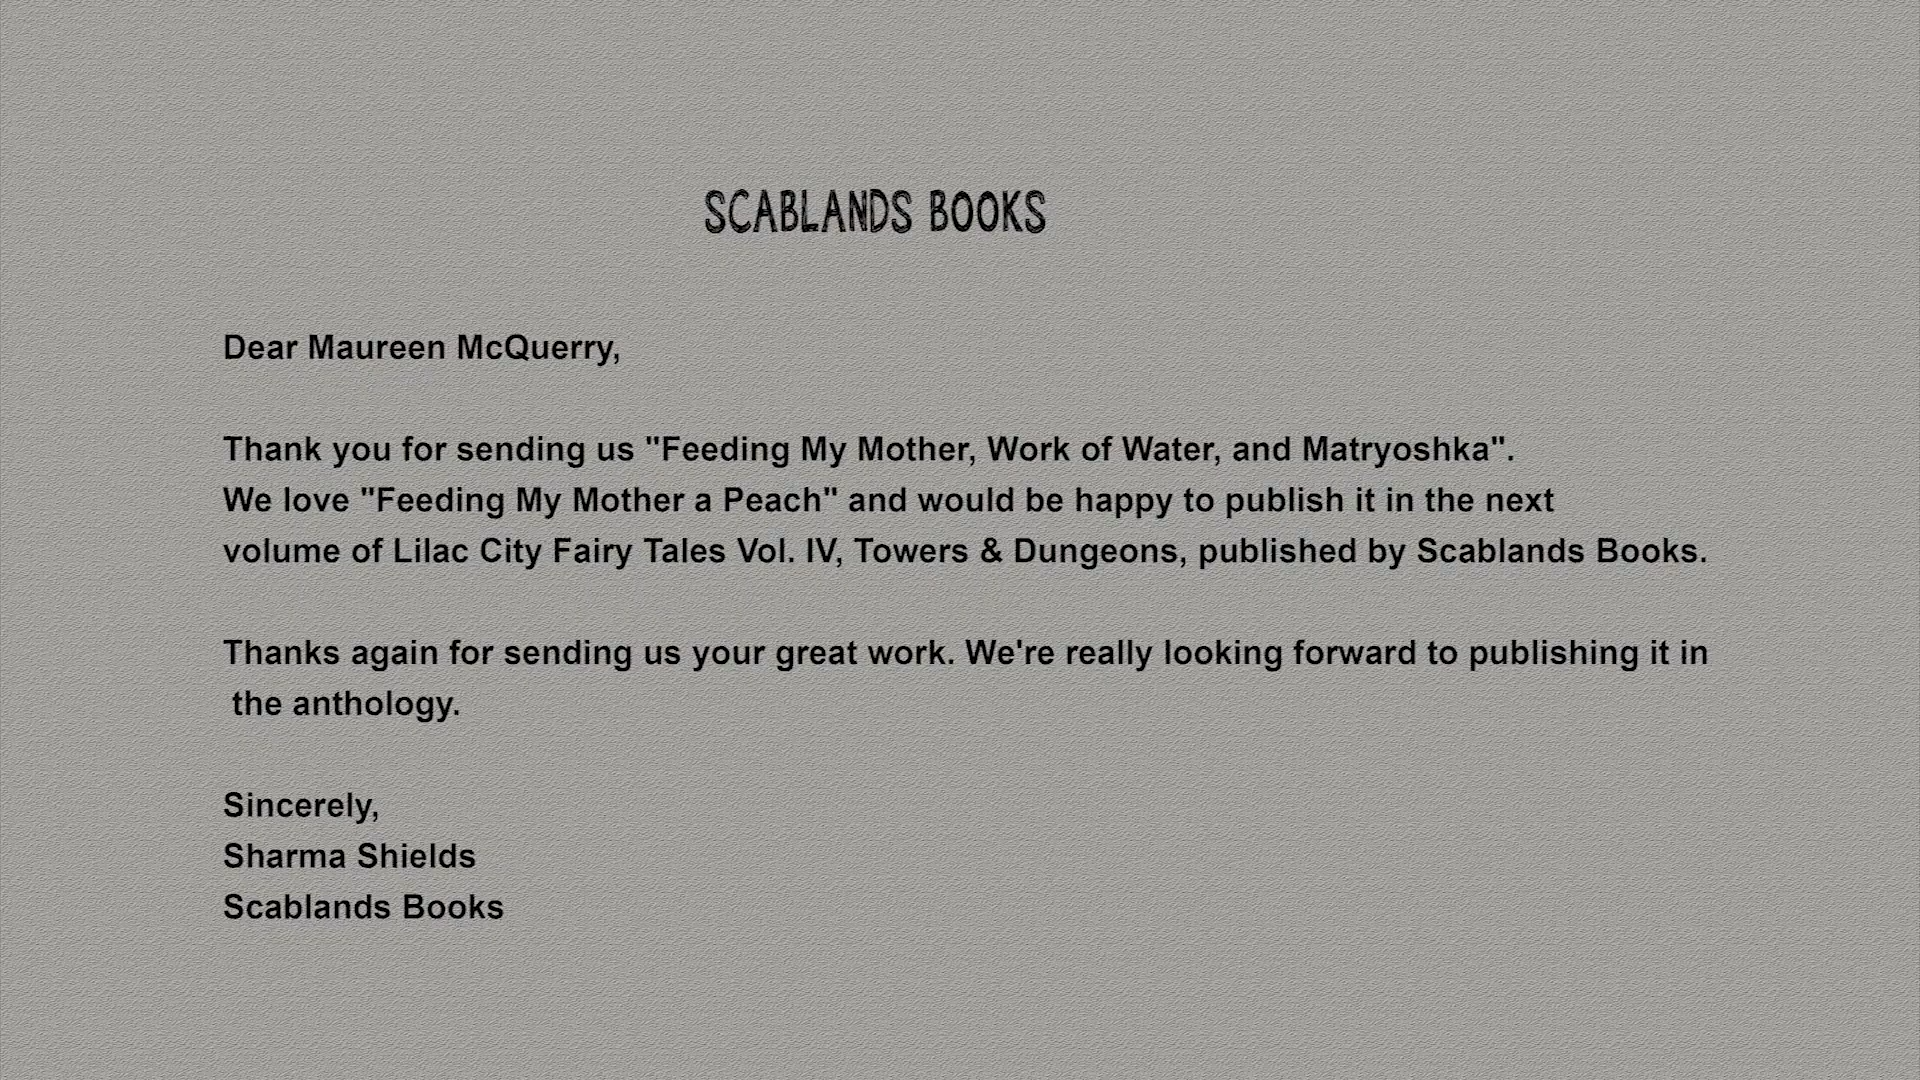 SCABLANDS BOOKS
Dear Maureen McQuerry,
Thank you for sending us "Feeding My Mother, Work of Water, and Matryoshka".
We love "Feeding My Mother a Peach" and would be happy to publish it in the next
volume of Lilac City Fairy Tales Vol. IV, Towers & Dungeons, published by Scablands Books.
Thanks again for sending us your great work. We're really looking forward to publishing it in
the anthology.
Sincerely,
Sharma Shields
Scablands Books